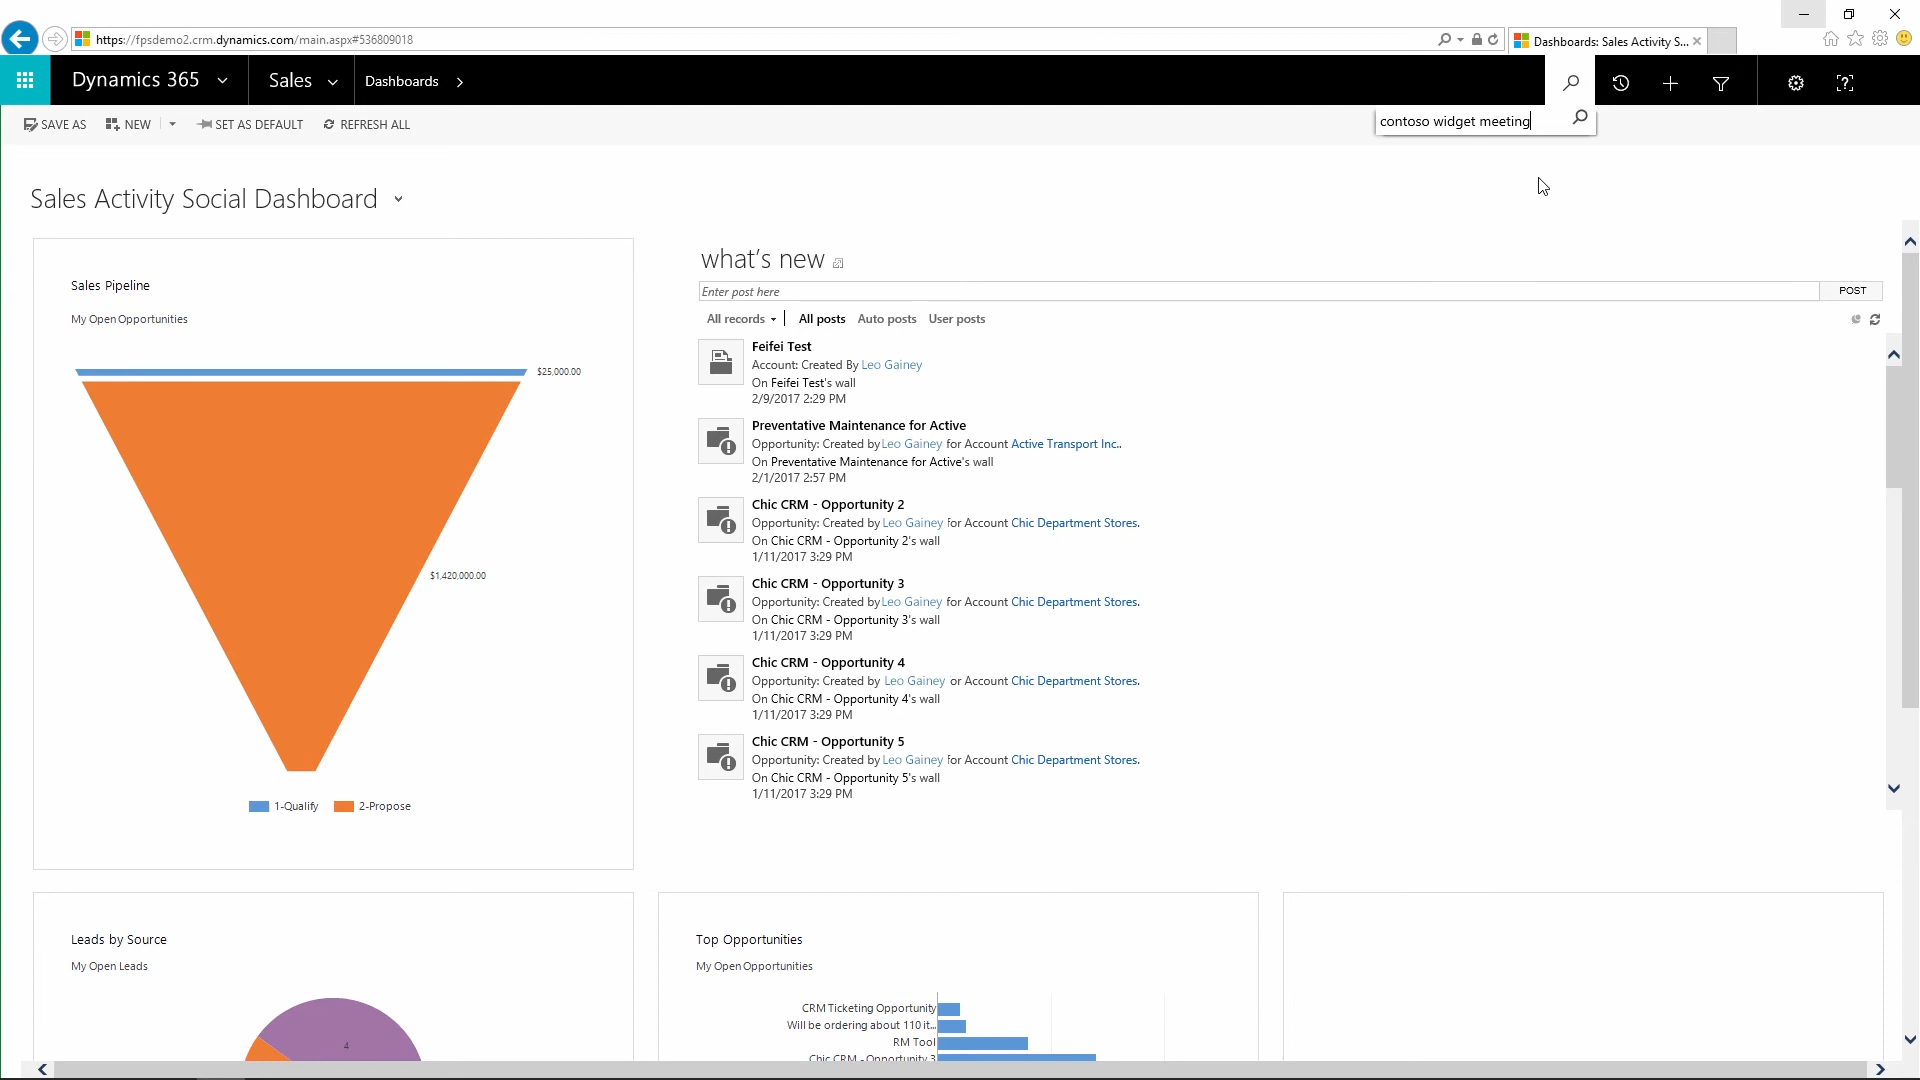 https://fpsdemo2.crm.dynamics.com/main.aspx#536809018
Dashboards: Sales Activity S...
Dynamics 365
Sales
Dashboards
SAVE AS
NEW
SET AS DEFAULT
REFRESH ALL
contoso widget meeting
Sales Activity Social Dashboard
Sales Pipeline
My Open Opportunities
$25,000.00
$1,420,000.00
1-Qualify
2-Propose
what's new
Enter post here
POST
All records
All posts
Auto posts
User posts
Feifei Test
Account: Created By Leo Gainey
On Feifei Test's wall
2/9/2017 2:29 PM
Preventative Maintenance for Active
Opportunity: Created by Leo Gainey for Account Active Transport Inc..
On Preventative Maintenance for Active's wall
2/1/2017 2:57 PM
Chic CRM - Opportunity 2
Opportunity: Created by Leo Gainey for Account Chic Department Stores.
On Chic CRM - Opportunity 2's wall
1/11/2017 3:29 PM
Chic CRM - Opportunity 3
Opportunity: Created by Leo Gainey for Account Chic Department Stores.
On Chic CRM - Opportunity 3's wall
1/11/2017 3:29 PM
Chic CRM - Opportunity 4
Opportunity: Created by Leo Gainey or Account Chic Department Stores.
On Chic CRM - Opportunity 4's wall
1/11/2017 3:29 PM
Chic CRM - Opportunity 5
Opportunity: Created by Leo Gainey for Account Chic Department Stores.
On Chic CRM - Opportunity 5's wall
1/11/2017 3:29 PM
Leads by Source
My Open Leads
4
Top Opportunities
My Open Opportunities
CRM Ticketing Opportunity
Will be ordering about 110 it...
RM Tool
Chic CRM - Opportunity 3